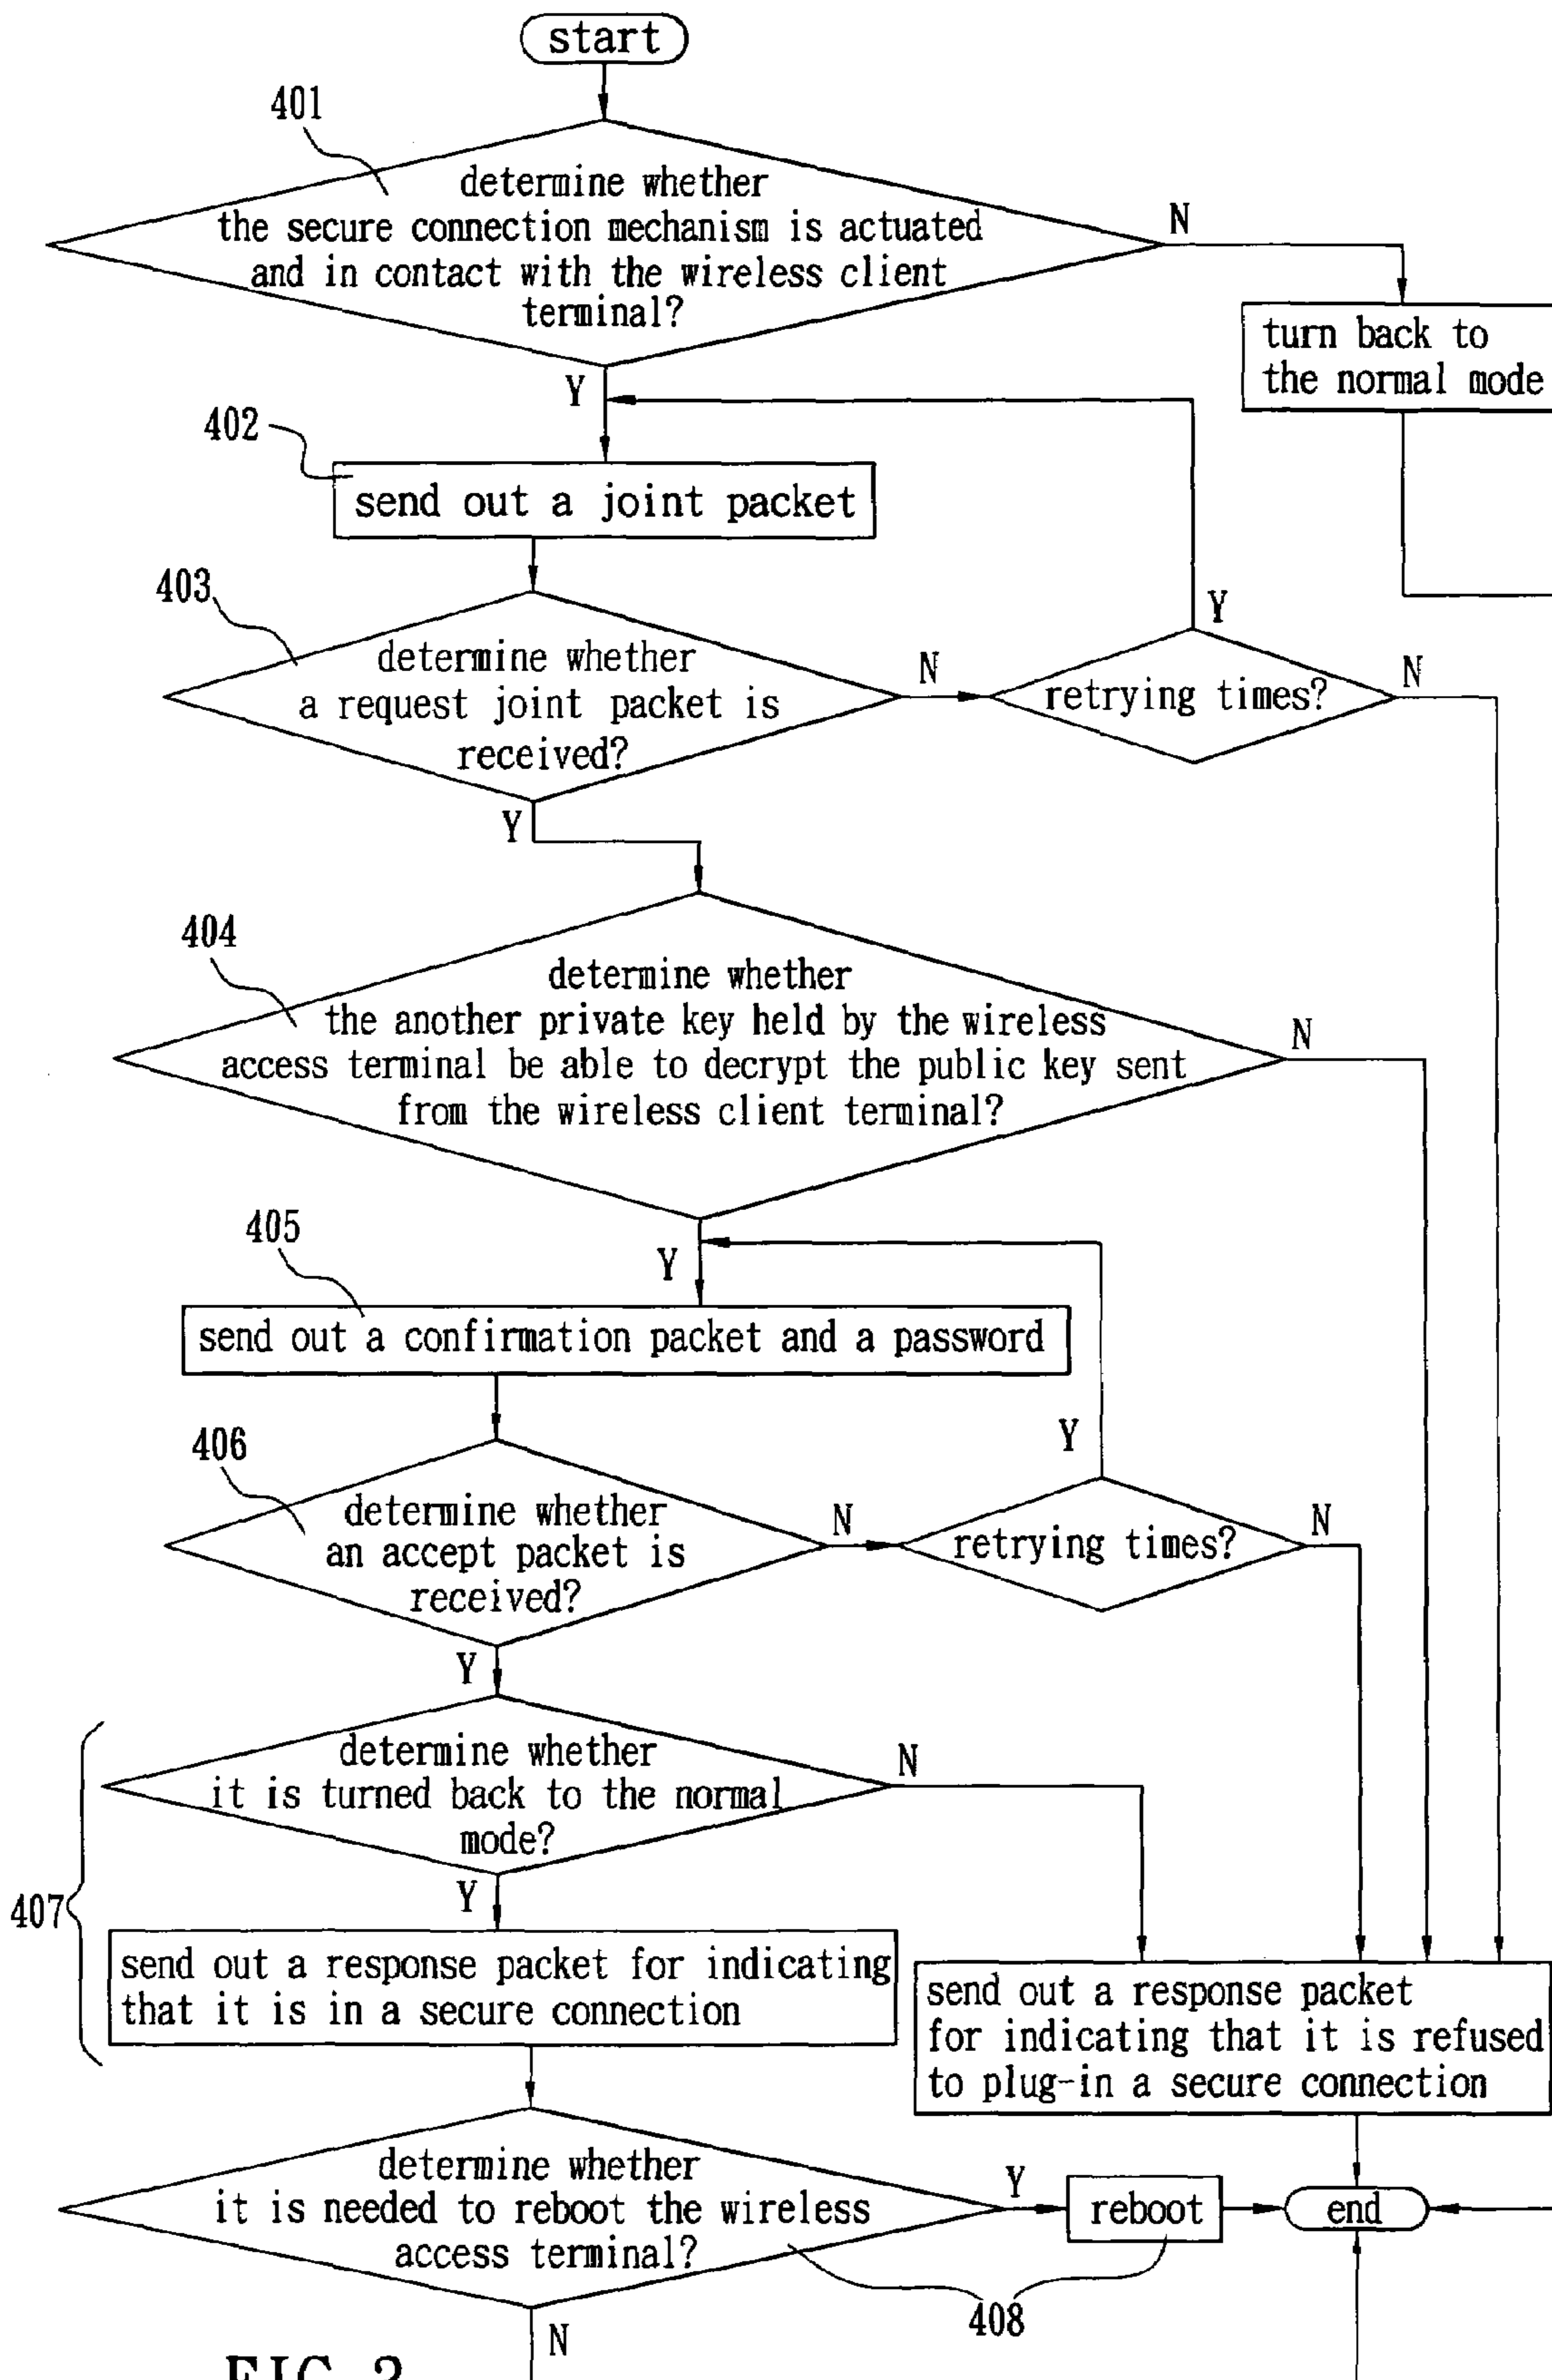 start
401
determine whether
the secure connection mechanism is actuated
and in contact with the wireless client
terminal?
N
turn back to
the normal mode
Y
402
send out a joint packet
403
determine whether
a request joint packet is
received?
N
retrying times?
Y
N
Y
404
determine whether
the another private key held by the wireless
access terminal be able to decrypt the public key sent
from the wireless client terminal?
N
405
Y
send out a confirmation packet and a password
406
determine whether
an accept packet is
received?
N
Y
retrying times?
N
Y
407
determine whether
it is turned back to the normal
mode?
N
Y
send out a response packet for indicating
that it is in a secure connection
send out a response packet
for indicating that it is refused
to plug-in a secure connection
determine whether
it is needed to reboot the wireless
access terminal?
Y
reboot
end
408
N